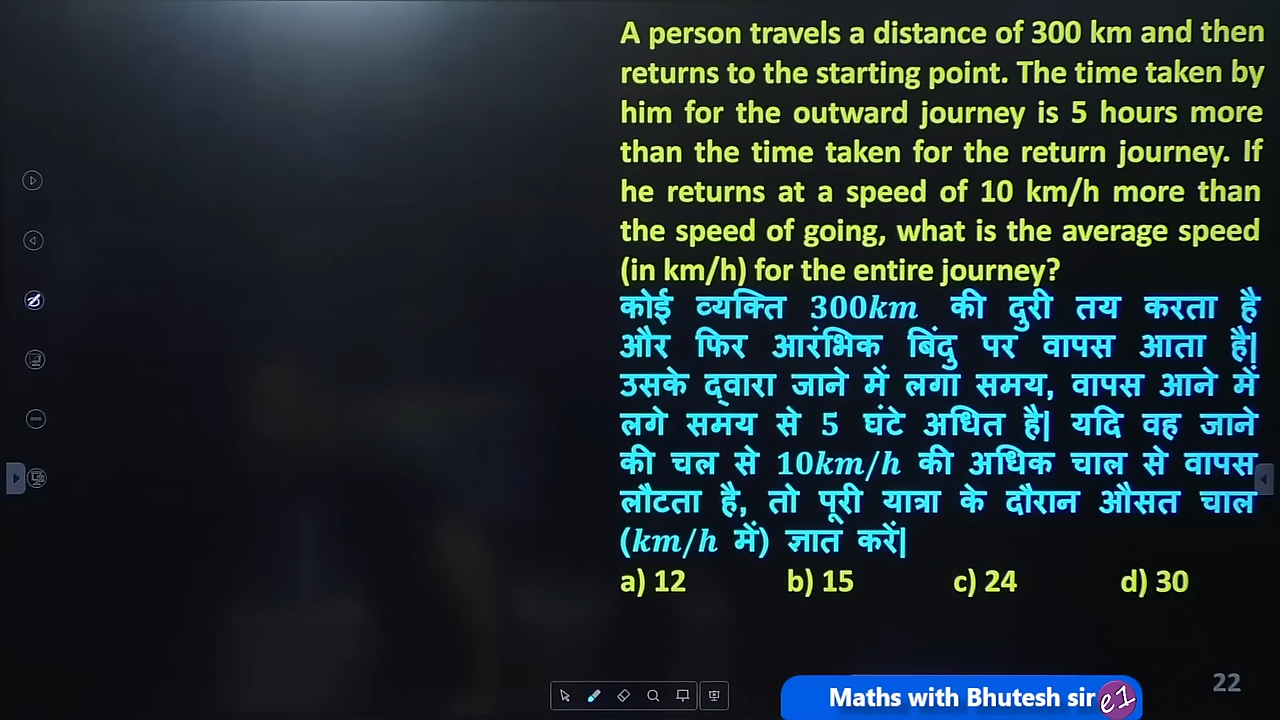 A person travels a distance of 300 km and then
returns to the starting point. The time taken by
him for the outward journey is 5 hours more
than the time taken for the return journey. If
he returns at a speed of 10 km/h more than
the speed of going, what is the average speed
(in km/h) for the entire journey?
कोई व्यक्ति 300km की दुरी तय करता है
और फिर आरंभिक बिंदु पर वापस आता है|
उसके द्वारा जाने में लगा समय, वापस आने में
लगे समय से 5 घंटे अधित है| यदि वह जाने
की चल से 10km/h की अधिक चाल से वापस
लौटता है, तो पूरी यात्रा के दौरान औसत चाल
(km/h में) ज्ञात करें|
a) 12 b) 15 c) 24 d) 30
22
Maths with Bhutesh sir e1